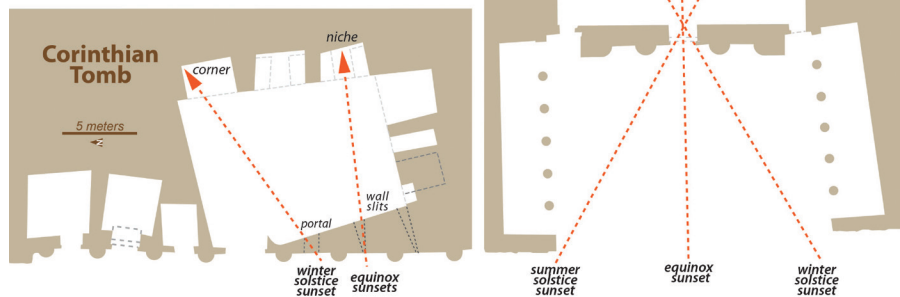 Corinthian
Tomb
5 meters
N
corner
niche
portal
wall
slits
winter
solstice
sunset
equinox
sunsets
summer
solstice
sunset
equinox
sunset
winter
solstice
sunset